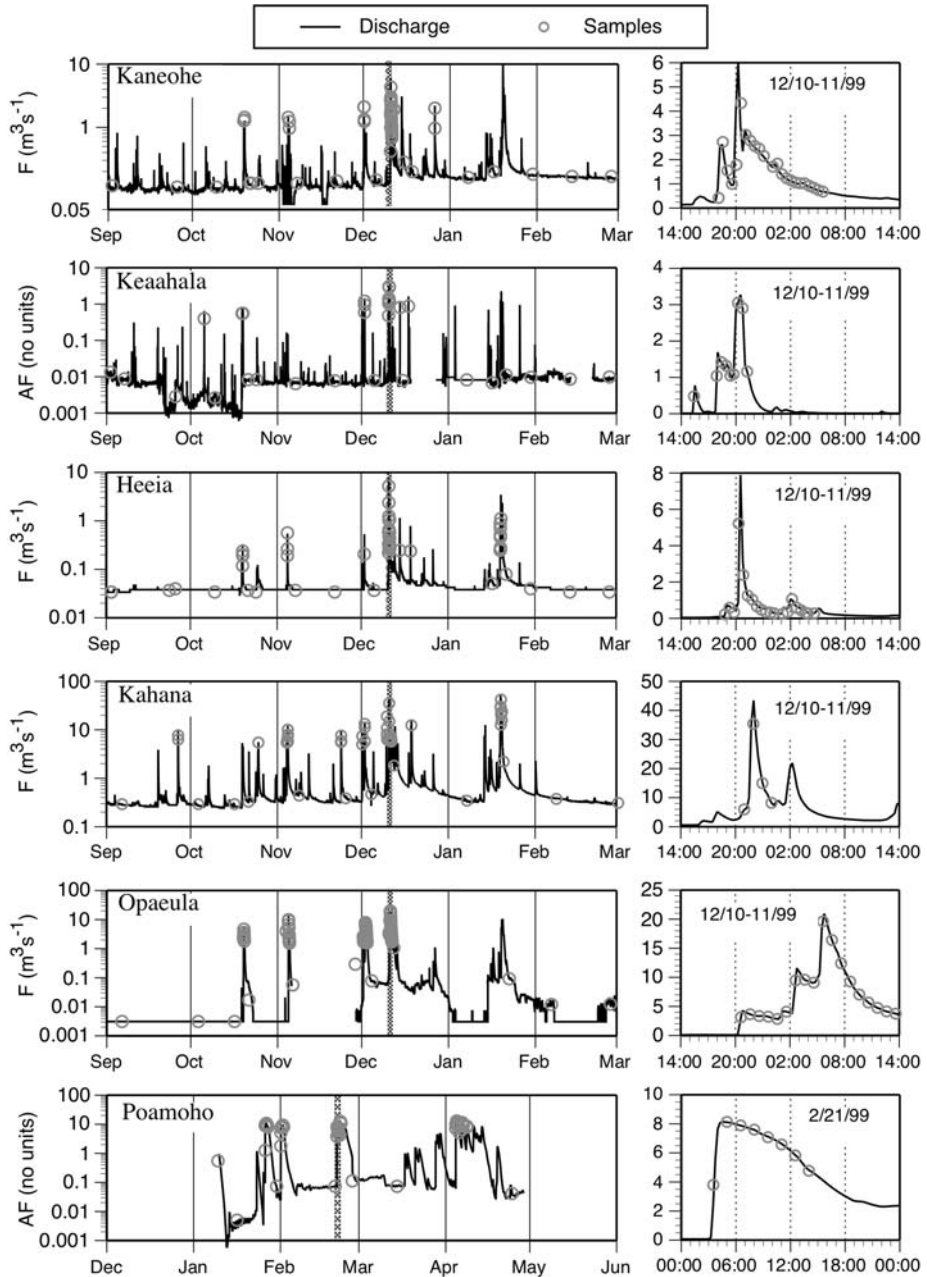 Discharge Samples
Kaneohe
F (m³s⁻¹)
10
1
0.05
Sep Oct Nov Dec Jan Feb Mar
12/10-11/99
6
5
4
3
2
1
0
14:00 20:00 02:00 08:00 14:00
Keaahala
AF (no units)
10
1
0.1
0.01
0.001
Sep Oct Nov Dec Jan Feb Mar
12/10-11/99
4
3
2
1
0
14:00 20:00 02:00 08:00 14:00
Heeia
F (m³s⁻¹)
10
1
0.1
0.01
Sep Oct Nov Dec Jan Feb Mar
12/10-11/99
8
6
4
2
0
14:00 20:00 02:00 08:00 14:00
Kahana
F (m³s⁻¹)
100
10
1
0.1
Sep Oct Nov Dec Jan Feb Mar
12/10-11/99
50
40
30
20
10
0
14:00 20:00 02:00 08:00 14:00
Opaeula
F (m³s⁻¹)
100
10
1
0.1
0.01
0.001
Sep Oct Nov Dec Jan Feb Mar
12/10-11/99
25
20
15
10
5
0
14:00 20:00 02:00 08:00 14:00
Poamoho
AF (no units)
100
10
1
0.1
0.01
0.001
Dec Jan Feb Mar Apr May Jun
2/21/99
10
8
6
4
2
0
00:00 06:00 12:00 18:00 00:00